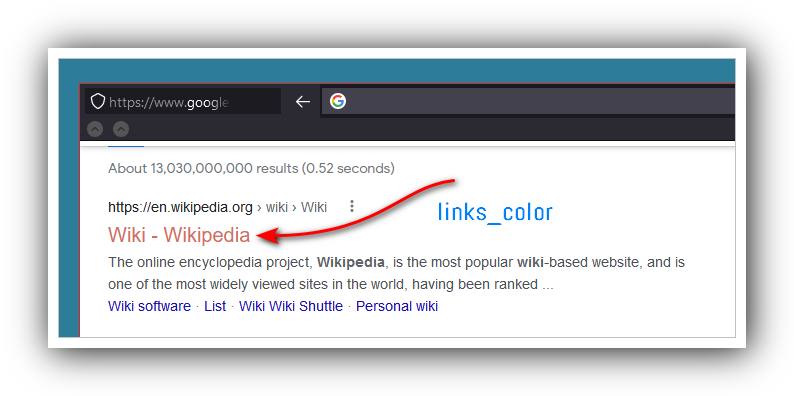 https://www.google
About 13,030,000,000 results (0.52 seconds)
https://en.wikipedia.org › wiki › Wiki
links_color
Wiki - Wikipedia
The online encyclopedia project, Wikipedia, is the most popular wiki-based website, and is
one of the most widely viewed sites in the world, having been ranked ...
Wiki software · List · Wiki Wiki Shuttle · Personal wiki